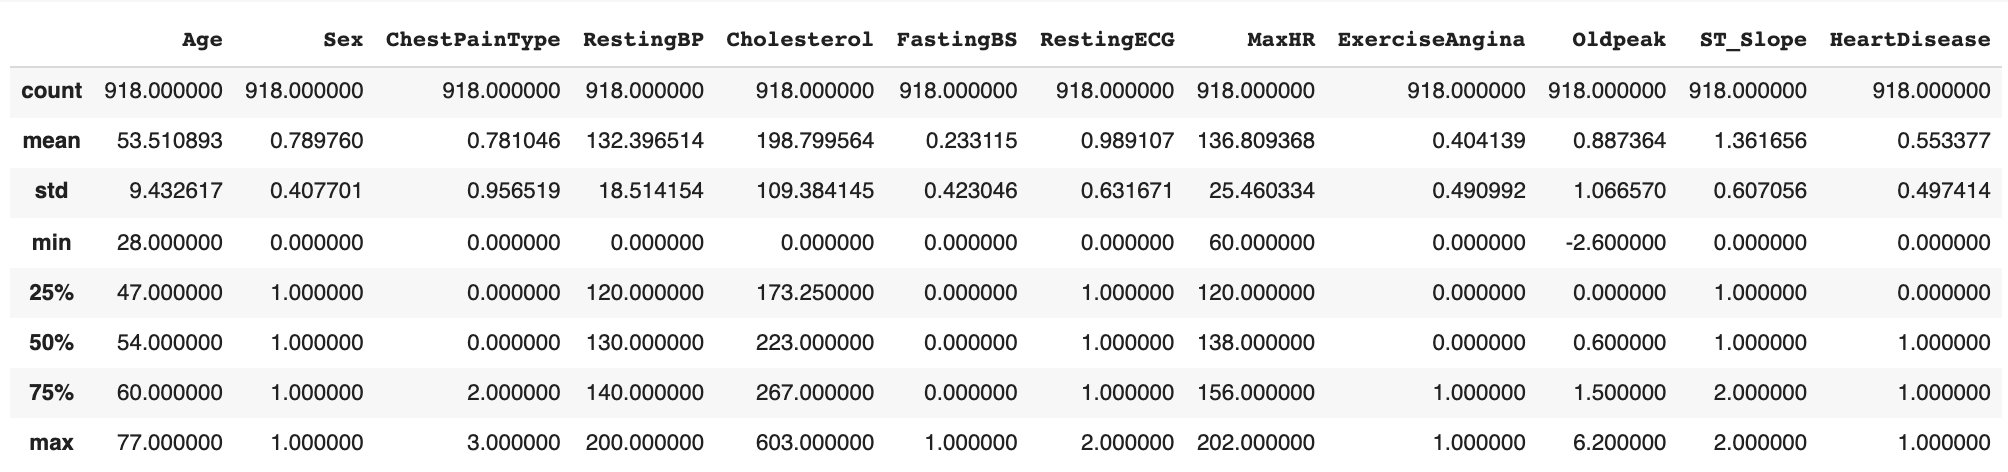 Age Sex ChestPainType RestingBP Cholesterol FastingBS RestingECG MaxHR ExerciseAngina Oldpeak ST_Slope HeartDisease
count 918.000000 918.000000 918.000000 918.000000 918.000000 918.000000 918.000000 918.000000 918.000000 918.000000 918.000000 918.000000
mean 53.510893 0.789760 0.781046 132.396514 198.799564 0.233115 0.989107 136.809368 0.404139 0.887364 1.361656 0.553377
std 9.432617 0.407701 0.956519 18.514154 109.384145 0.423046 0.631671 25.460334 0.490992 1.066570 0.607056 0.497414
min 28.000000 0.000000 0.000000 0.000000 0.000000 0.000000 0.000000 60.000000 0.000000 -2.600000 0.000000 0.000000
25% 47.000000 1.000000 0.000000 120.000000 173.250000 0.000000 1.000000 120.000000 0.000000 0.000000 1.000000 0.000000
50% 54.000000 1.000000 0.000000 130.000000 223.000000 0.000000 1.000000 138.000000 0.000000 0.600000 1.000000 1.000000
75% 60.000000 1.000000 2.000000 140.000000 267.000000 0.000000 1.000000 156.000000 1.000000 1.500000 2.000000 1.000000
max 77.000000 1.000000 3.000000 200.000000 603.000000 1.000000 2.000000 202.000000 1.000000 6.200000 2.000000 1.000000